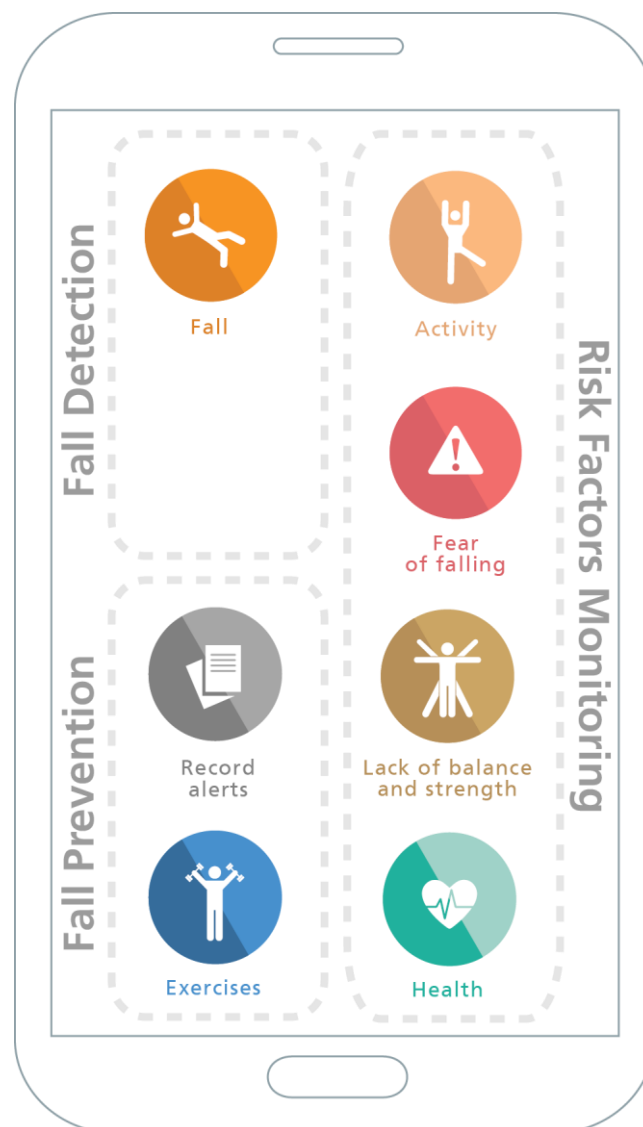 Fall Detection
Fall
Fall Prevention
Record
alerts
Exercises
Risk Factors Monitoring
Activity
Fear
of falling
Lack of balance
and strength
Health